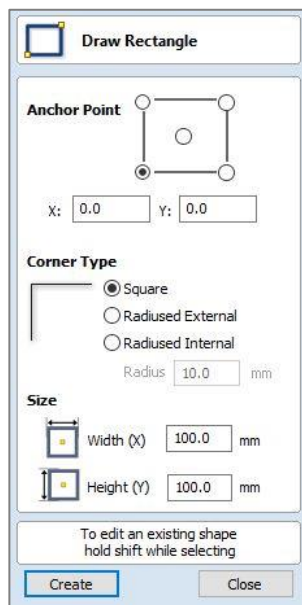 Draw Rectangle
Anchor Point
X: 0.0 Y: 0.0
Corner Type
Square
Radiused External
Radiused Internal
Radius 10.0 mm
Size
Width (X) 100.0 mm
Height (Y) 100.0 mm
To edit an existing shape
hold shift while selecting
Create Close